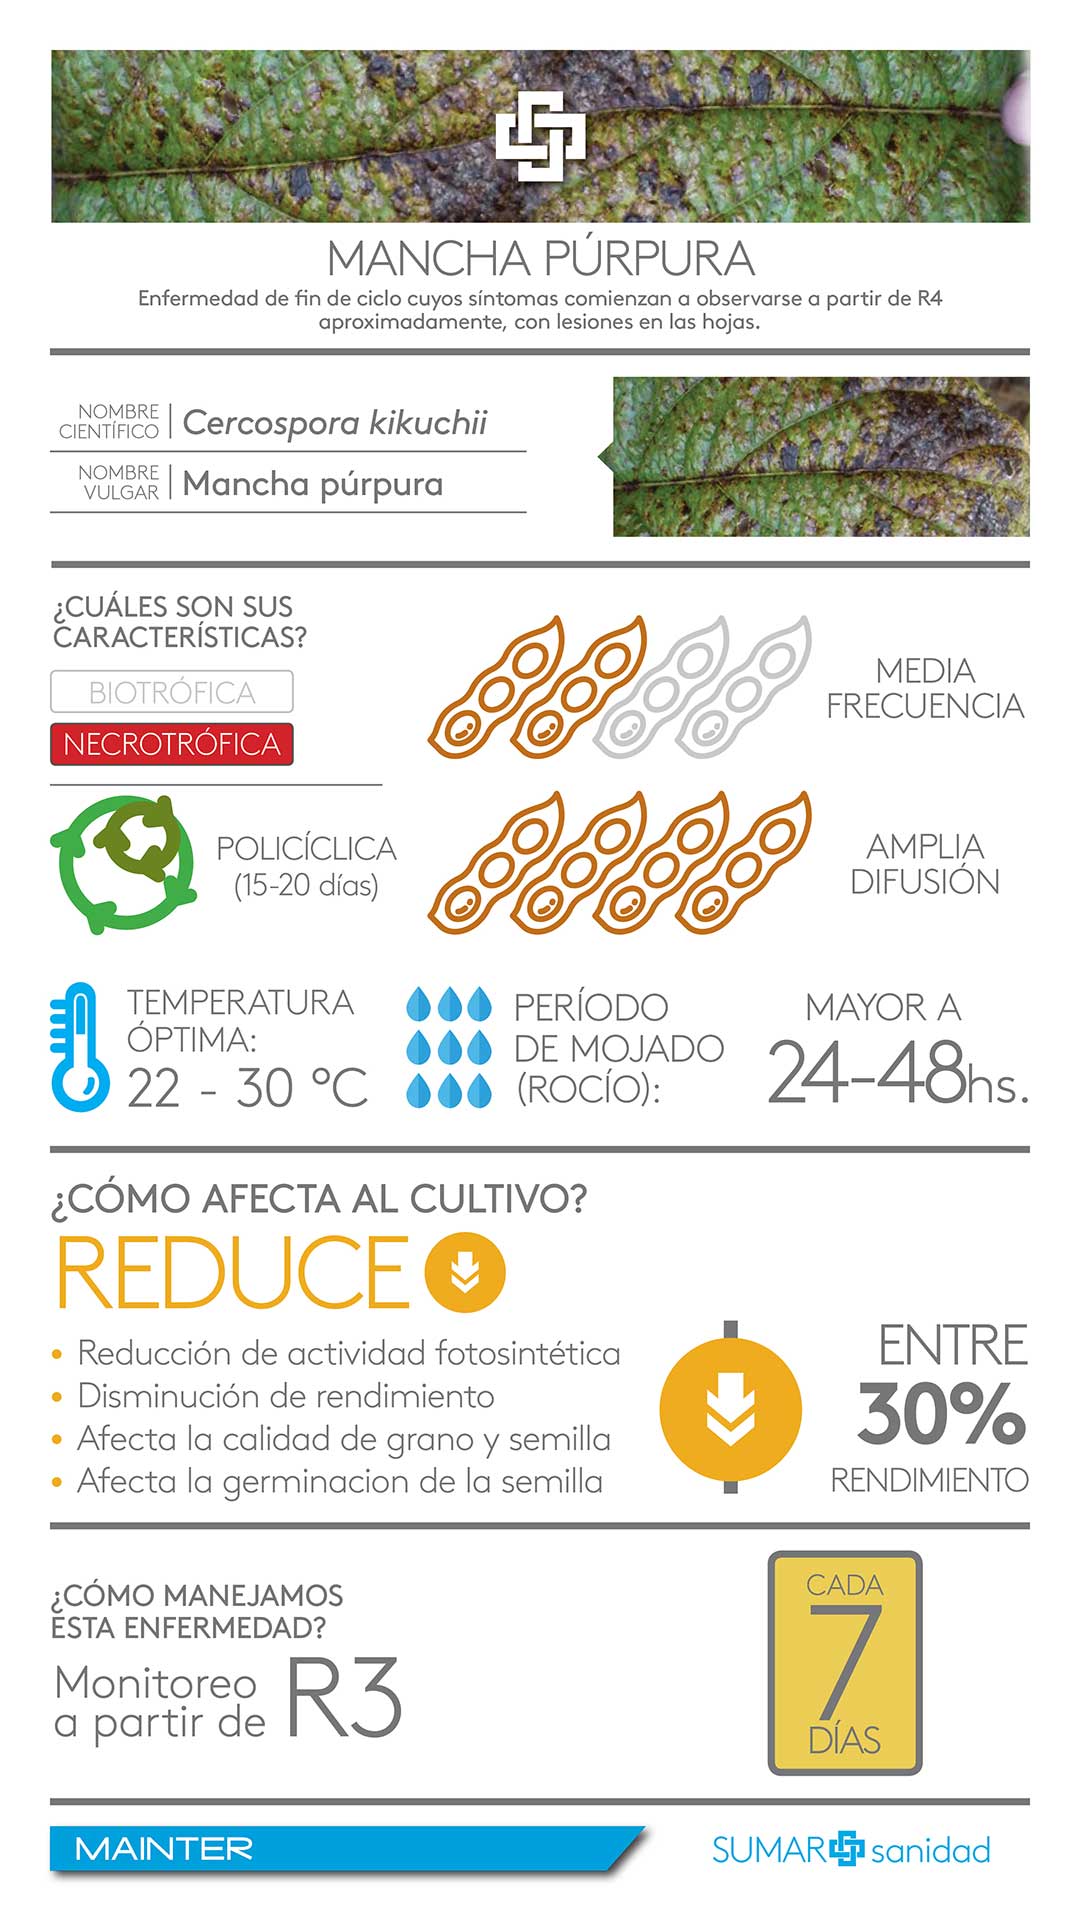 MANCHA PÚRPURA
Enfermedad de fin de ciclo cuyos síntomas comienzan a observarse a partir de R4
aproximadamente, con lesiones en las hojas.
NOMBRE
CIENTÍFICO
Cercospora kikuchii
NOMBRE
VULGAR
Mancha púrpura
¿CUÁLES SON SUS
CARACTERÍSTICAS?
BIOTRÓFICA
NECROTRÓFICA
MEDIA
FRECUENCIA
POLICÍCLICA
(15-20 días)
AMPLIA
DIFUSIÓN
TEMPERATURA
ÓPTIMA:
22 - 30 °C
PERÍODO
DE MOJADO
(ROCÍO):
MAYOR A
24-48hs.
¿CÓMO AFECTA AL CULTIVO?
REDUCE
• Reducción de actividad fotosintética
• Disminución de rendimiento
• Afecta la calidad de grano y semilla
• Afecta la germinacion de la semilla
ENTRE
30%
RENDIMIENTO
¿CÓMO MANEJAMOS
ESTA ENFERMEDAD?
Monitoreo
a partir de
R3
CADA
7
DÍAS
MAINTER
SUMAR sanidad